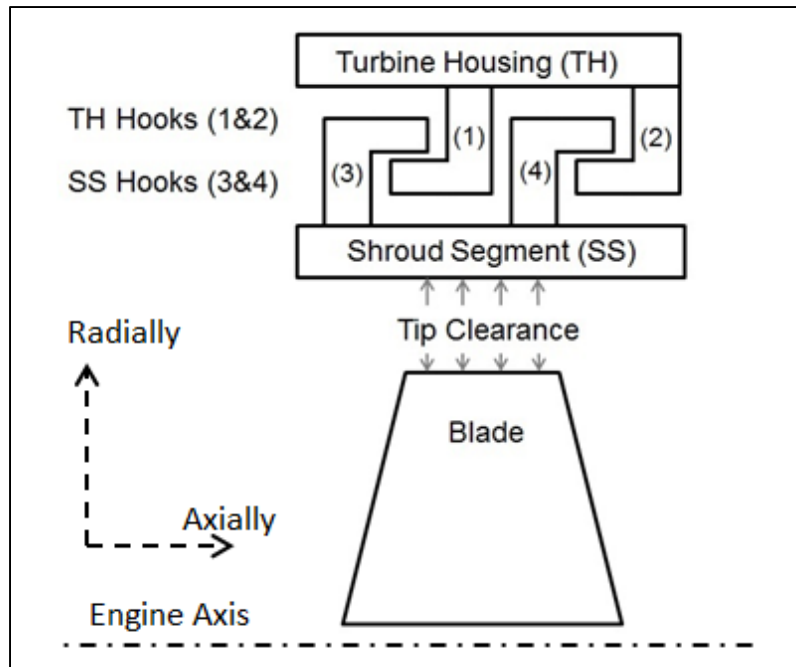 Turbine Housing (TH)
TH Hooks (1&2)
(1)
(2)
SS Hooks (3&4)
(3)
(4)
Shroud Segment (SS)
Radially
Tip Clearance
Blade
Axially
Engine Axis